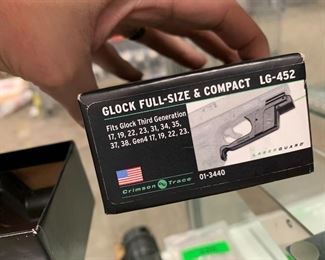 GLOCK FULL-SIZE & COMPACT LG-452
Fits Glock Third Generation
17, 19, 22, 23, 31, 34, 35,
37, 38. Gen4 17, 19, 22, 23.
LASERGUARD
Crimson Trace
01-3440